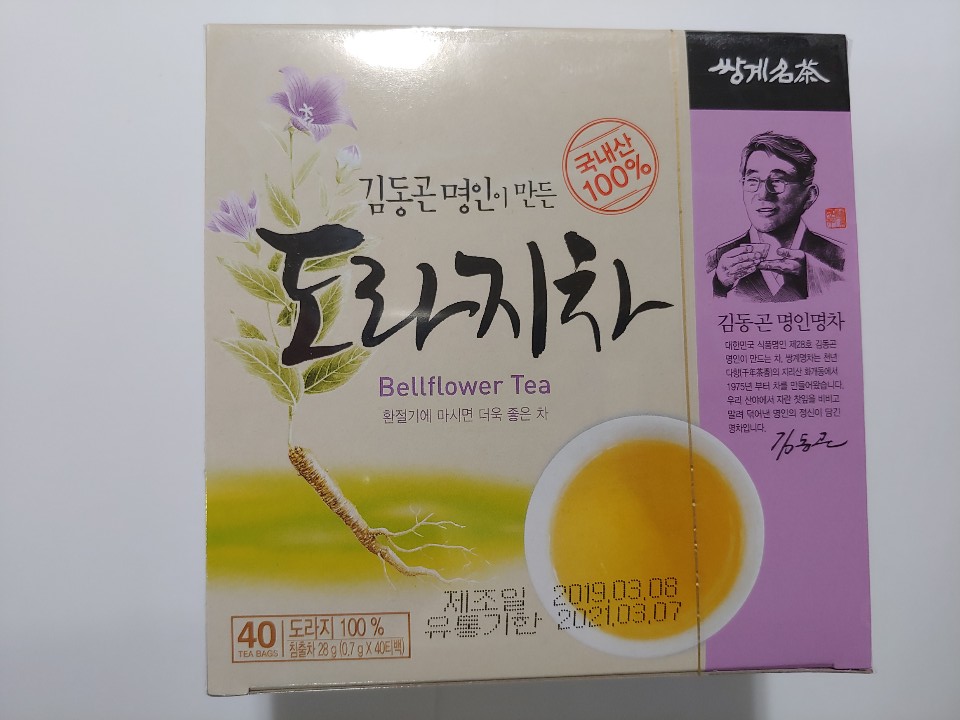 쌍계名茶
국내산
100%
김동곤 명인이 만든
도라지차
Bellflower Tea
환절기에 마시면 더욱 좋은 차
김동곤 명인명차
대한민국 식품명인 제28호 김동곤
명인이 만드는 차, 쌍계명차는 천년
다향(千年茶香)의 지리산 화개동에서
1975년 부터 차를 만들어왔습니다.
우리 산야에서 자란 찻잎을 비비고
말려 덖어낸 명인의 정신이 담긴
명차입니다.
김동곤
제조일 2019.03.08
유통기한 2021.03.07
40
TEA BAGS
도라지 100 %
침출차 28 g (0.7 g X 40티백)